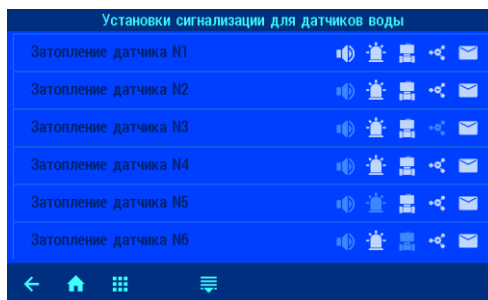 Установки сигнализации для датчиков воды
Затопление датчика N1
Затопление датчика N2
Затопление датчика N3
Затопление датчика N4
Затопление датчика N5
Затопление датчика N6